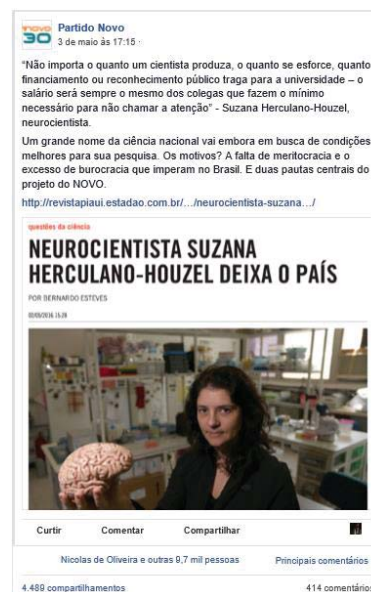 NOVO
30
Partido Novo
3 de maio às 17:15 ·
“Não importa o quanto um cientista produza, o quanto se esforce, quanto
financiamento ou reconhecimento público traga para a universidade – o
salário será sempre o mesmo dos colegas que fazem o mínimo
necessário para não chamar a atenção” - Suzana Herculano-Houzel,
neurocientista.
Um grande nome da ciência nacional vai embora em busca de condições
melhores para sua pesquisa. Os motivos? A falta de meritocracia e o
excesso de burocracia que imperam no Brasil. E duas pautas centrais do
projeto do NOVO.
http://revistapiaui.estadao.com.br/…/neurocientista-suzana…/
questões da ciência
NEUROCIENTISTA SUZANA
HERCULANO-HOUZEL DEIXA O PAÍS
POR BERNARDO ESTEVES
Curtir Comentar Compartilhar
Nicolas de Oliveira e outras 9,7 mil pessoas Principais comentários
4.489 compartilhamentos 414 comentários